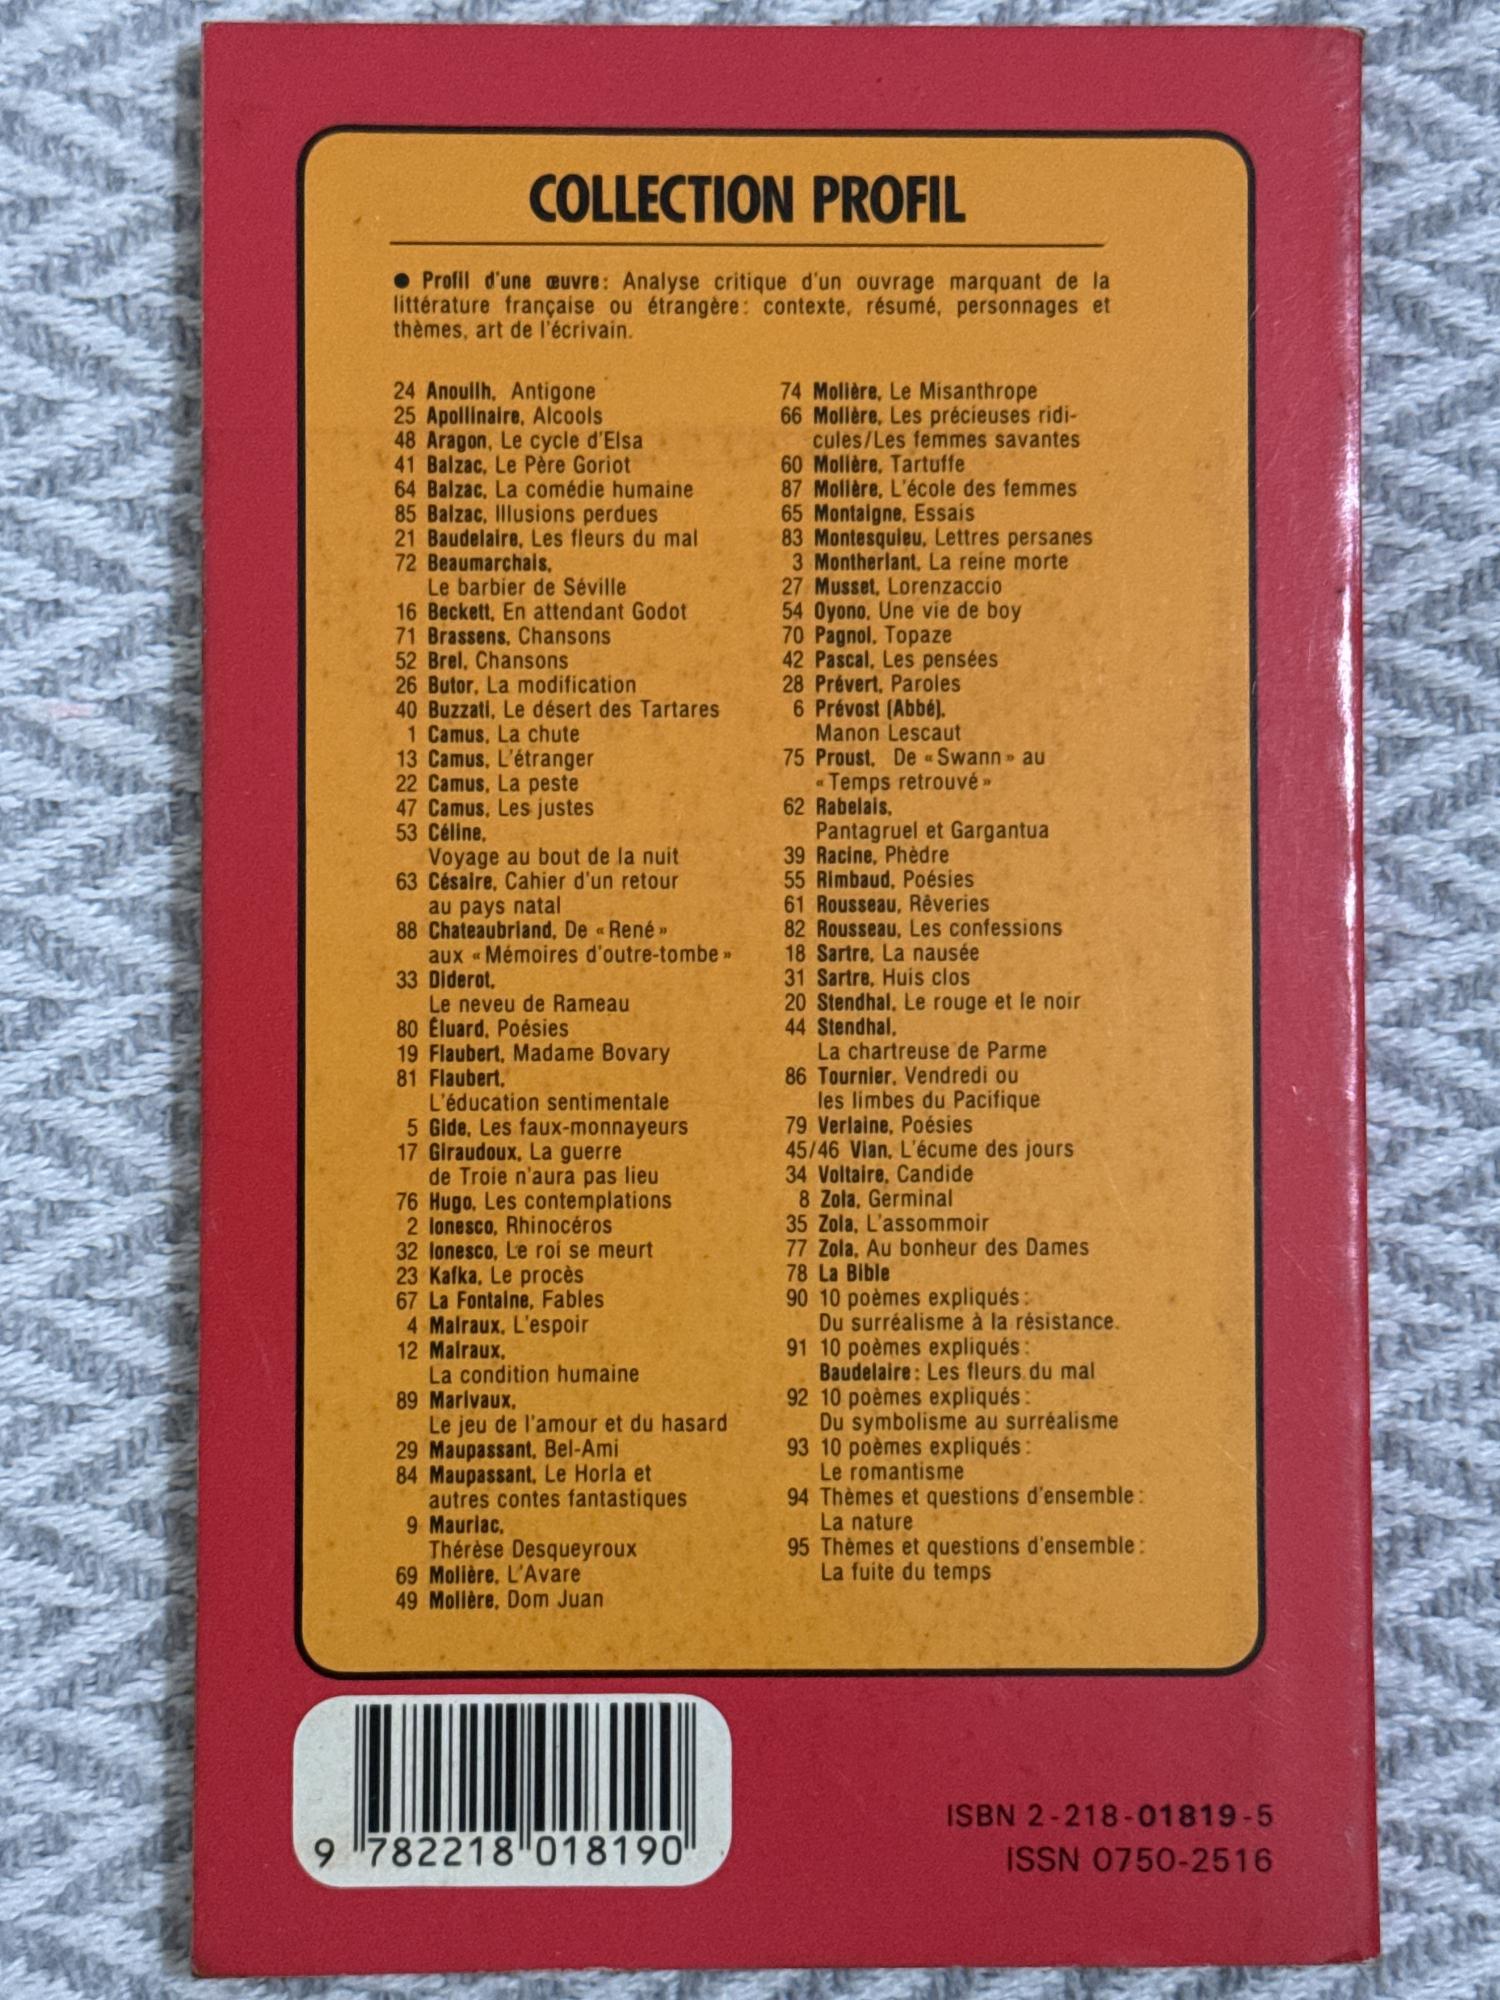 COLLECTION PROFIL
● Profil d'une œuvre : Analyse critique d'un ouvrage marquant de la
littérature française ou étrangère : contexte, résumé, personnages et
thèmes, art de l'écrivain.
24 Anouilh, Antigone
25 Apollinaire, Alcools
48 Aragon, Le cycle d'Elsa
41 Balzac, Le Père Goriot
64 Balzac, La comédie humaine
85 Balzac, Illusions perdues
21 Baudelaire, Les fleurs du mal
72 Beaumarchais,
Le barbier de Séville
16 Beckett, En attendant Godot
71 Brassens, Chansons
52 Brel, Chansons
26 Butor, La modification
40 Buzzati, Le désert des Tartares
1 Camus, La chute
13 Camus, L'étranger
22 Camus, La peste
47 Camus, Les justes
53 Céline,
Voyage au bout de la nuit
63 Césaire, Cahier d'un retour
au pays natal
88 Chateaubriand, De « René »
aux « Mémoires d'outre-tombe »
33 Diderot,
Le neveu de Rameau
80 Éluard, Poésies
19 Flaubert, Madame Bovary
81 Flaubert,
L'éducation sentimentale
5 Gide, Les faux-monnayeurs
17 Giraudoux, La guerre
de Troie n'aura pas lieu
76 Hugo, Les contemplations
2 Ionesco, Rhinocéros
32 Ionesco, Le roi se meurt
23 Kafka, Le procès
67 La Fontaine, Fables
4 Malraux, L'espoir
12 Malraux,
La condition humaine
89 Marivaux,
Le jeu de l'amour et du hasard
29 Maupassant, Bel-Ami
84 Maupassant, Le Horla et
autres contes fantastiques
9 Mauriac,
Thérèse Desqueyroux
69 Molière, L'Avare
49 Molière, Dom Juan
74 Molière, Le Misanthrope
66 Molière, Les précieuses ridi-
cules/Les femmes savantes
60 Molière, Tartuffe
87 Molière, L'école des femmes
65 Montaigne, Essais
83 Montesquieu, Lettres persanes
3 Montherlant, La reine morte
27 Musset, Lorenzaccio
54 Oyono, Une vie de boy
70 Pagnol, Topaze
42 Pascal, Les pensées
28 Prévert, Paroles
6 Prévost (Abbé),
Manon Lescaut
75 Proust, De « Swann » au
« Temps retrouvé »
62 Rabelais,
Pantagruel et Gargantua
39 Racine, Phèdre
55 Rimbaud, Poésies
61 Rousseau, Rêveries
82 Rousseau, Les confessions
18 Sartre, La nausée
31 Sartre, Huis clos
20 Stendhal, Le rouge et le noir
44 Stendhal,
La chartreuse de Parme
86 Tournier, Vendredi ou
les limbes du Pacifique
79 Verlaine, Poésies
45/46 Vian, L'écume des jours
34 Voltaire, Candide
8 Zola, Germinal
35 Zola, L'assommoir
77 Zola, Au bonheur des Dames
78 La Bible
90 10 poèmes expliqués :
Du surréalisme à la résistance.
91 10 poèmes expliqués :
Baudelaire : Les fleurs du mal
92 10 poèmes expliqués :
Du symbolisme au surréalisme
93 10 poèmes expliqués :
Le romantisme
94 Thèmes et questions d'ensemble :
La nature
95 Thèmes et questions d'ensemble :
La fuite du temps
9 782218 018190
ISBN 2-218-01819-5
ISSN 0750-2516